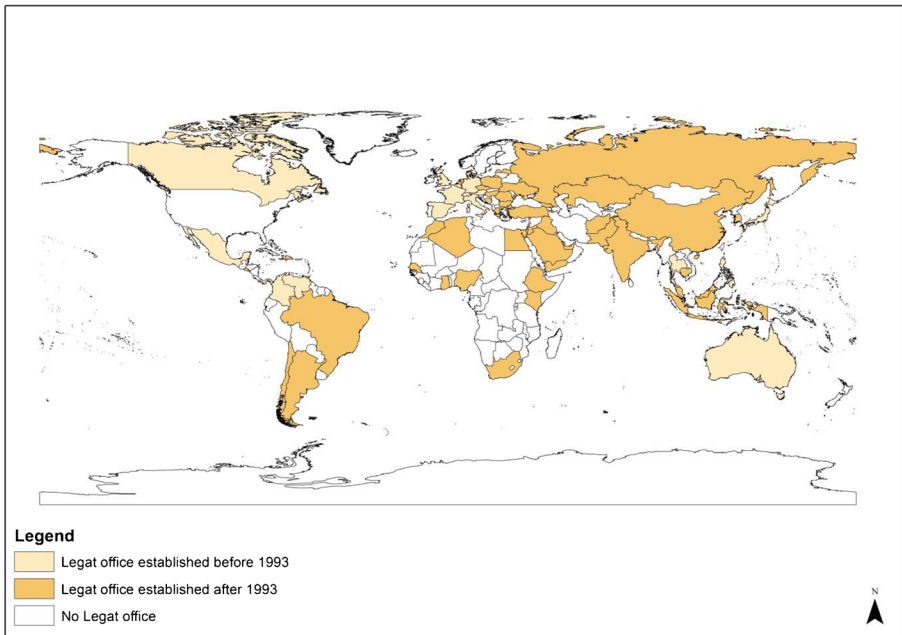 Legend
Legat office established before 1993
Legat office established after 1993
No Legat office
N